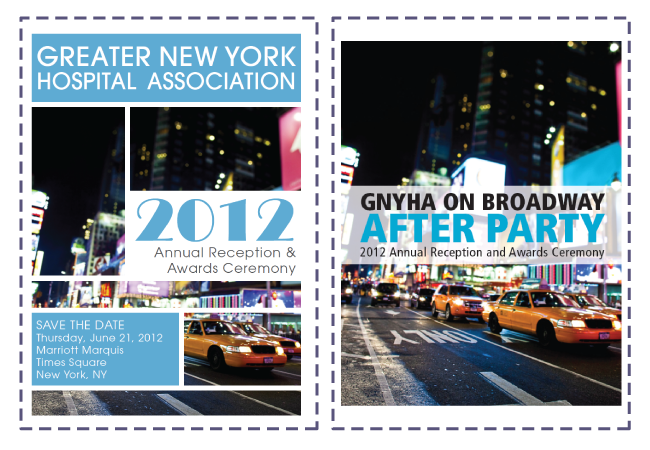 GREATER NEW YORK
HOSPITAL ASSOCIATION
2012
Annual Reception &
Awards Ceremony
SAVE THE DATE
Thursday, June 21, 2012
Marriott Marquis
Times Square
New York, NY
GNYHA ON BROADWAY
AFTER PARTY
2012 Annual Reception and Awards Ceremony
ONLY